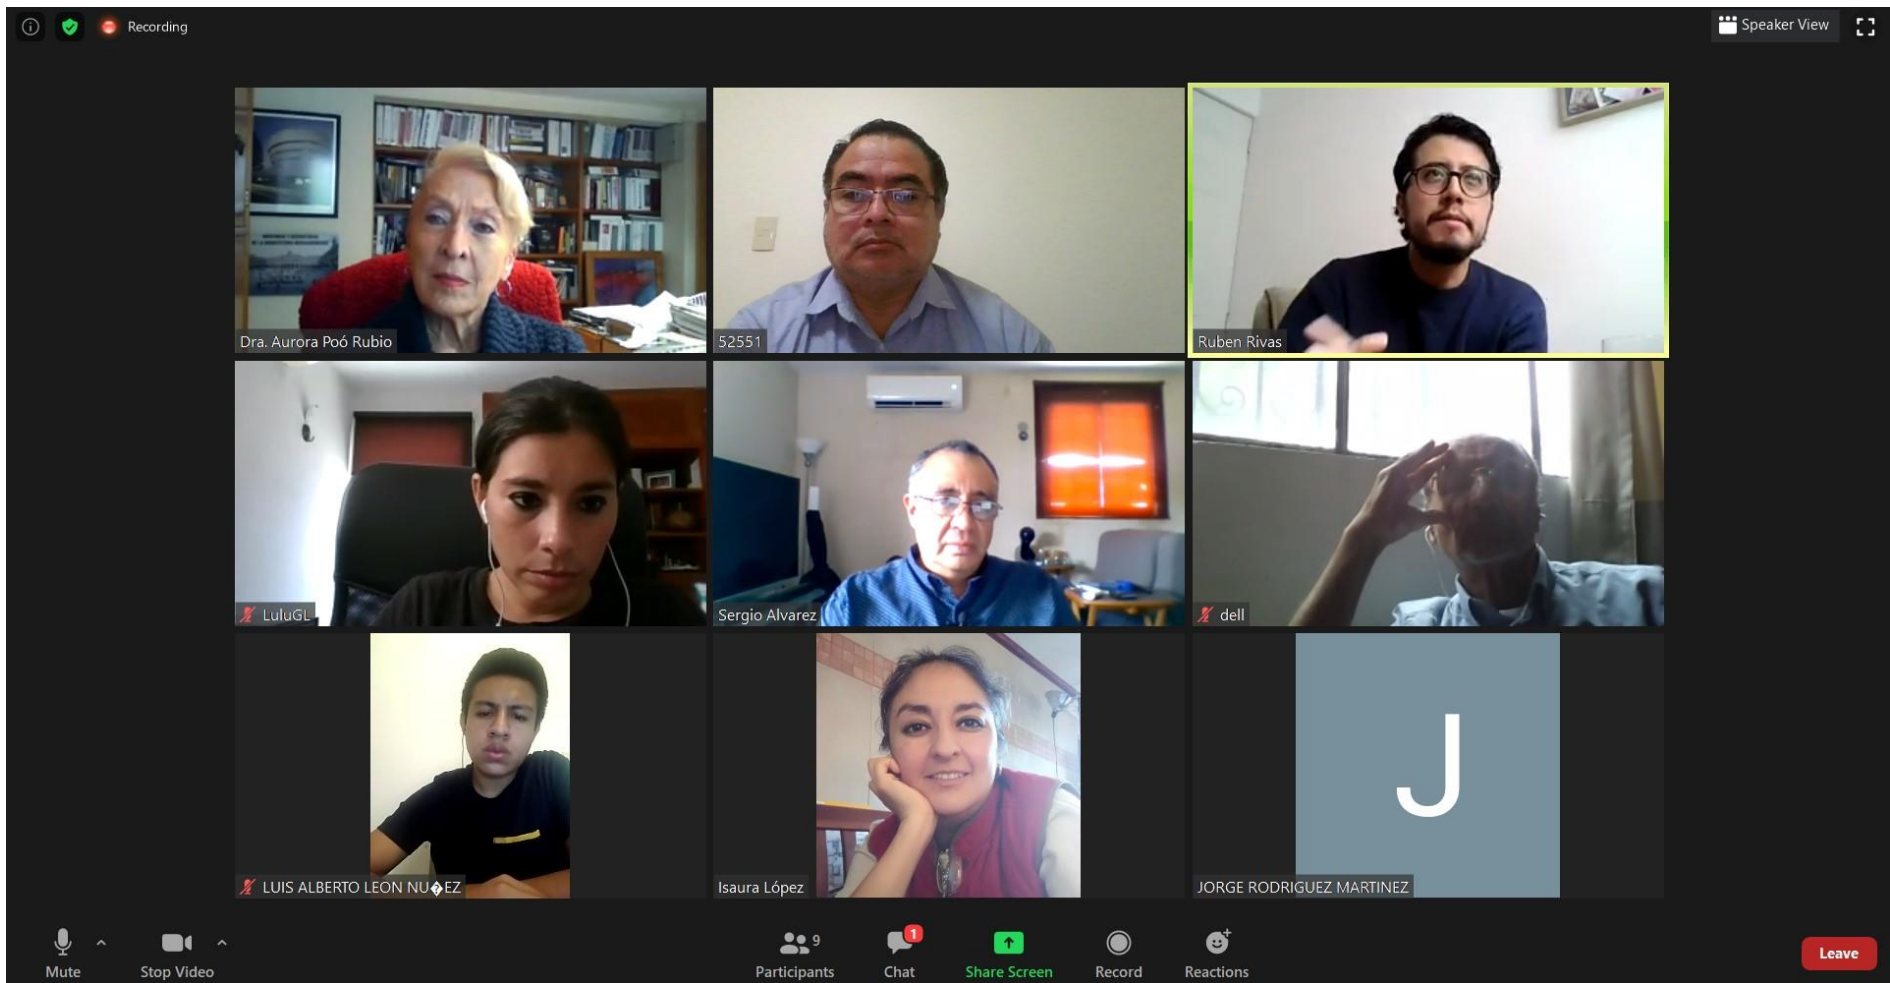 Recording
Speaker View
Dra. Aurora Poó Rubio
52551
Ruben Rivas
LuluGL
Sergio Alvarez
dell
J
LUIS ALBERTO LEON NU�EZ
Isaura López
JORGE RODRIGUEZ MARTINEZ
9
1
Mute
Stop Video
Participants
Chat
Share Screen
Record
Reactions
Leave